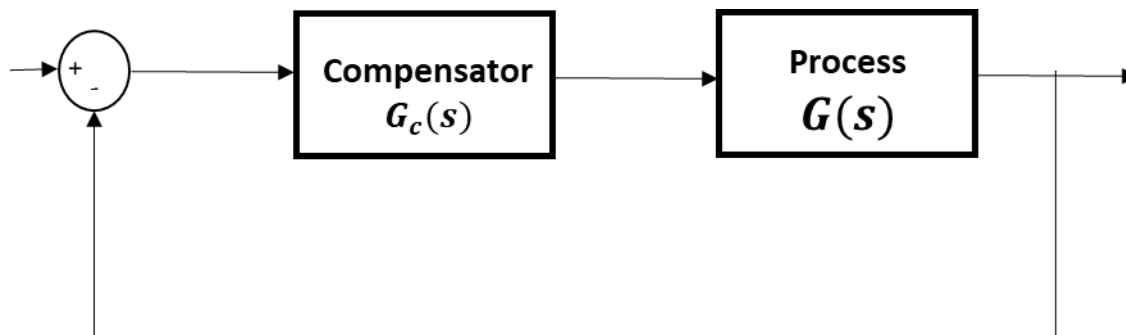 +
-
Compensator
G_c(s)
Process
G(s)